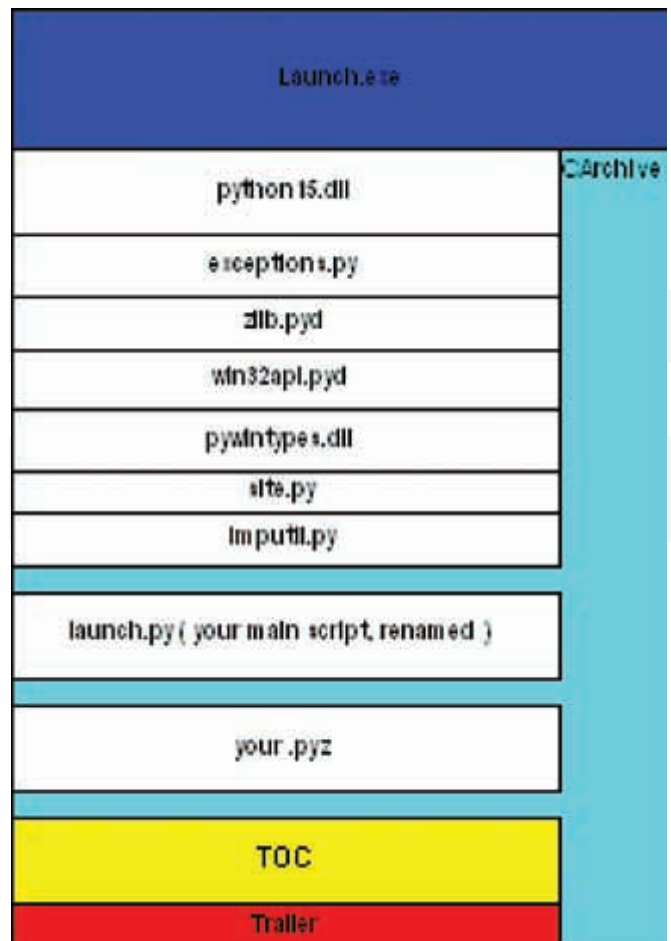 Launch.exe
CArchive
python15.dll
exceptions.py
zlib.pyd
win32api.pyd
pywintypes.dll
site.py
imputil.py
launch.py ( your main script, renamed )
your .pyz
TOC
Trailer